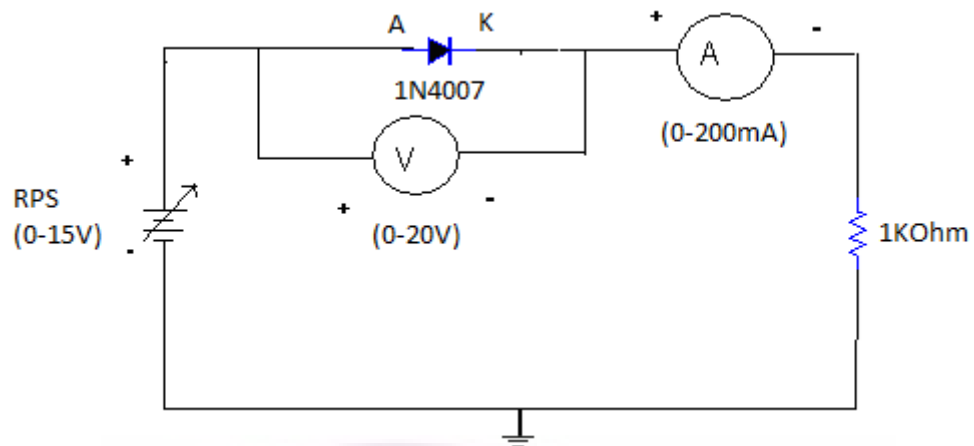 A K
+ -
A
1N4007
(0-200mA)
V
+
RPS
(0-15V)
-
+ -
(0-20V)
1KOhm